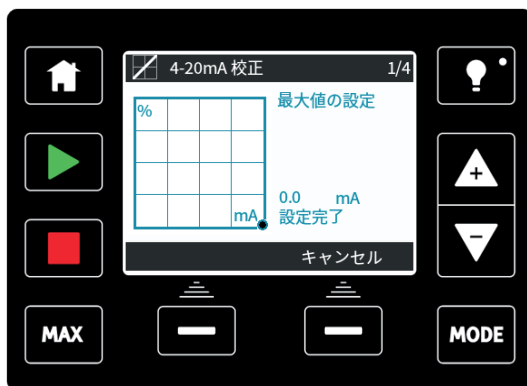 4-20mA 校正 1/4
最大値の設定
%
0.0 mA
mA 設定完了
キャンセル
MAX
MODE